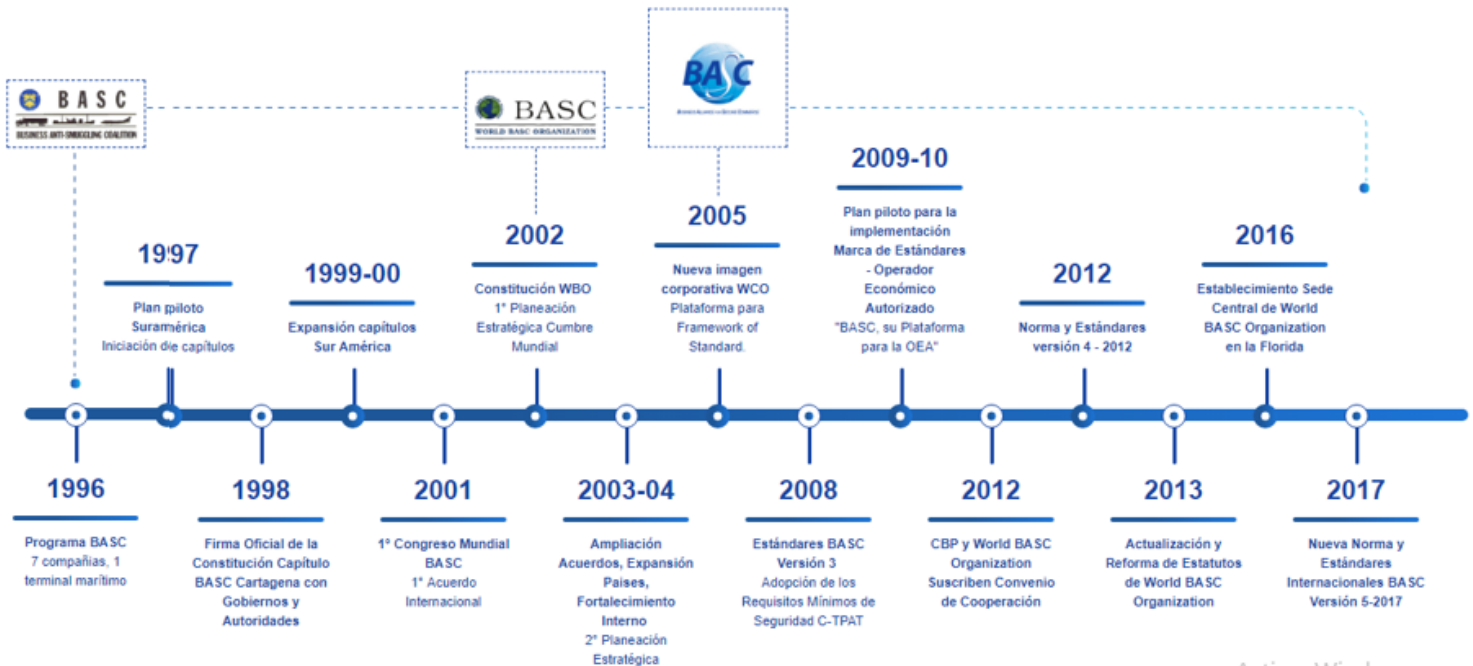 BASC
BUSINESS ANTI-SMUGGLING COALITION
BASC
WORLD BASC ORGANIZATION
BASC
BUSINESS ALLIANCE FOR SECURE COMMERCE
1996
Programa BASC
7 compañias, 1
terminal marítimo
1997
Plan piloto
Suramérica
Iniciación de capítulos
1998
Firma Oficial de la
Constitución Capítulo
BASC Cartagena con
Gobiernos y
Autoridades
1999-00
Expansión capítulos
Sur América
2001
1º Congreso Mundial
BASC
1° Acuerdo
Internacional
2002
Constitución WBO
1° Planeación
Estratégica Cumbre
Mundial
2003-04
Ampliación
Acuerdos, Expansión
Paises,
Fortalecimiento
Interno
2° Planeación
Estratégica
2005
Nueva imagen
corporativa WCO
Plataforma para
Framework of
Standard.
2008
Estándares BASC
Versión 3
Adopción de los
Requisitos Mínimos de
Seguridad C-TPAT
2009-10
Plan piloto para la
implementación
Marca de Estándares
- Operador
Económico
Autorizado
"BASC, su Plataforma
para la OEA"
2012
CBP y World BASC
Organization
Suscriben Convenio
de Cooperación
2012
Norma y Estándares
versión 4 - 2012
2013
Actualización y
Reforma de Estatutos
de World BASC
Organization
2016
Establecimiento Sede
Central de World
BASC Organization
en la Florida
2017
Nueva Norma y
Estándares
Internacionales BASC
Versión 5-2017